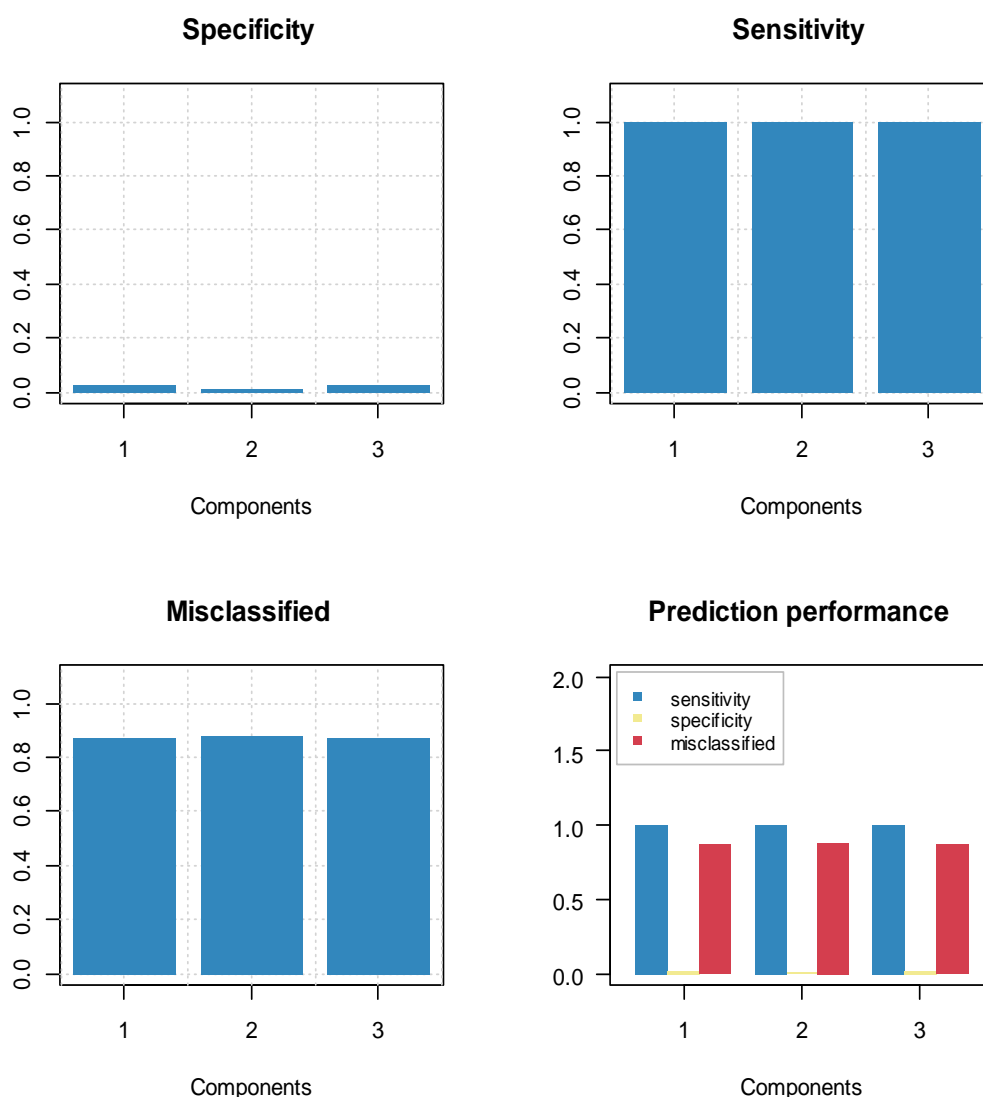 Specificity
1.0
0.8
0.6
0.4
0.2
0.0
1 2 3
Components
Sensitivity
1.0
0.8
0.6
0.4
0.2
0.0
1 2 3
Components
Misclassified
1.0
0.8
0.6
0.4
0.2
0.0
1 2 3
Components
Prediction performance
2.0
1.5
1.0
0.5
0.0
sensitivity
specificity
misclassified
1 2 3
Components